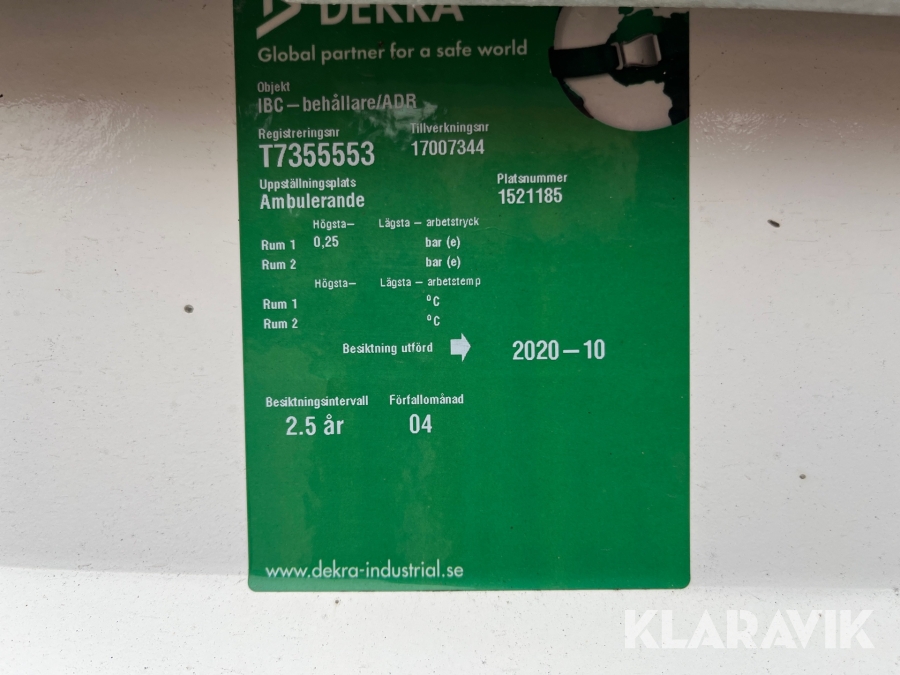 DEKRA
Global partner for a safe world
Objekt
IBC-behållare/ADR
Registreringsnr Tillverkningsnr
T7355553 17007344
Uppställningsplats Platsnummer
Ambulerande 1521185
Högsta- Lägsta - arbetstryck
Rum 1 0,25 bar (e)
Rum 2 bar (e)
Högsta- Lägsta - arbetstemp
Rum 1 °C
Rum 2 °C
Besiktning utförd 2020-10
Besiktningsintervall Förfallomånad
2.5 år 04
www.dekra-industrial.se
KLARAVIK